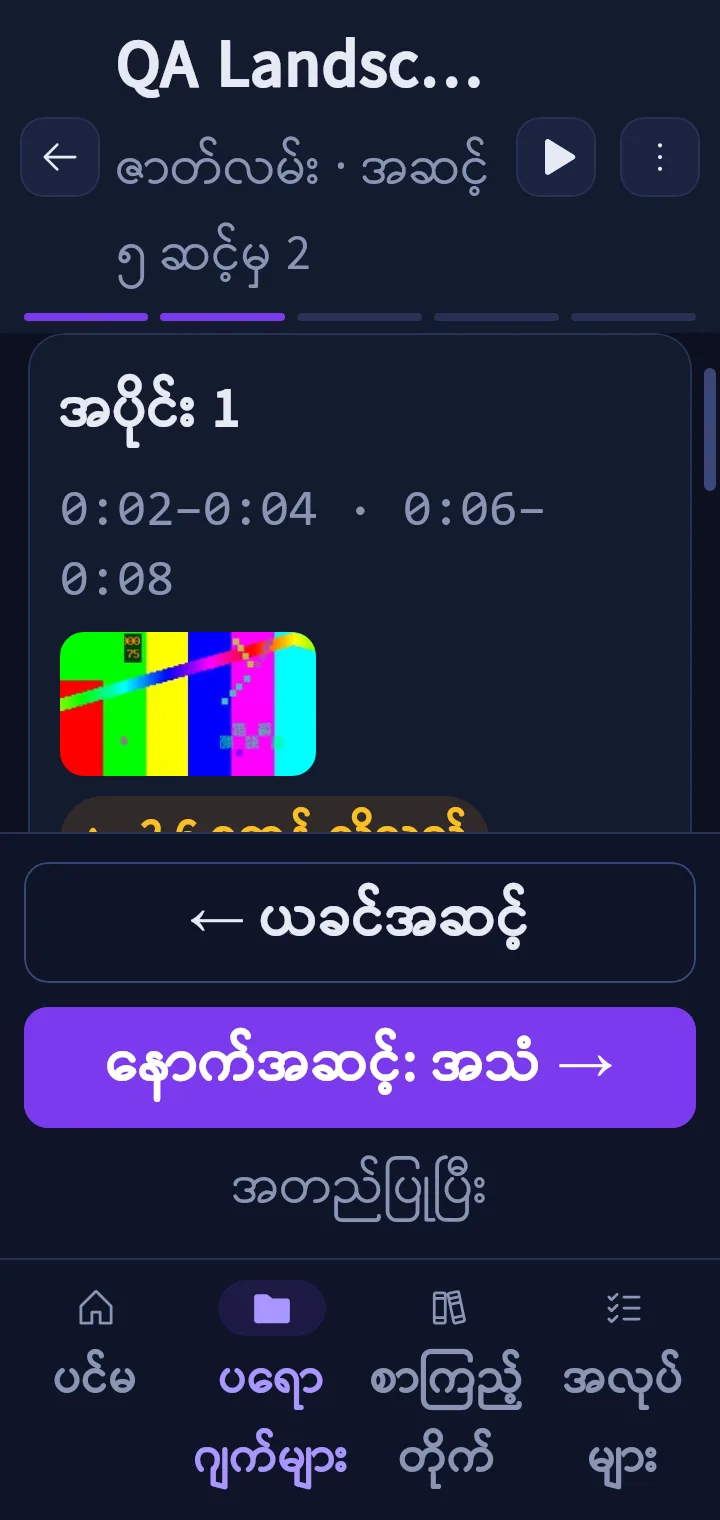 QA Landsc...
ဇာတ်လမ်း · အဆင့်
၅ ဆင့်မှ 2
အပိုင်း 1
0:02–0:04 · 0:06–
0:08
← ယခင်အဆင့်
နောက်အဆင့်: အသံ →
အတည်ပြုပြီး
ပင်မ
ပရော
ဂျက်များ
စာကြည့်
တိုက်
အလုပ်
များ